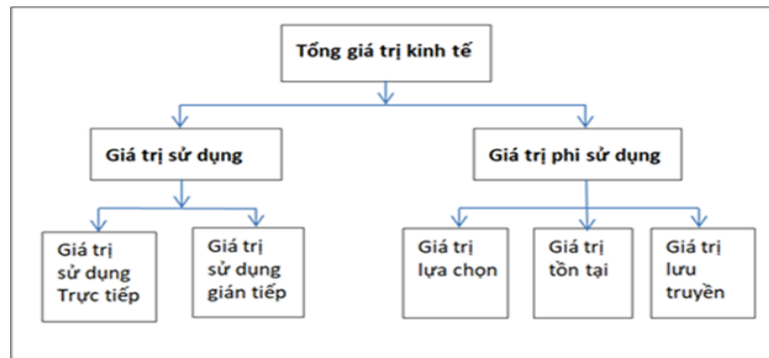 Tổng giá trị kinh tế
Giá trị sử dụng
Giá trị phi sử dụng
Giá trị
sử dụng
Trực tiếp
Giá trị
sử dụng
gián tiếp
Giá trị
lựa chọn
Giá trị
tồn tại
Giá trị
lưu
truyền